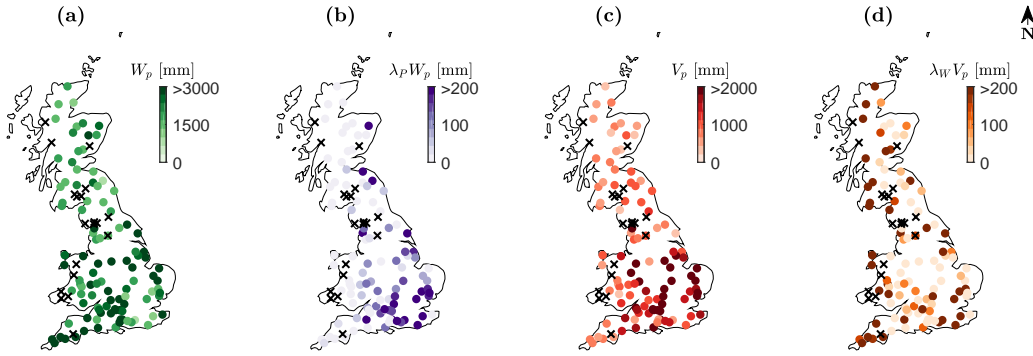 (a) (b) (c) (d)
N
W_p [mm] λ_P W_p [mm] V_p [mm] λ_W V_p [mm]
>3000 >200 >2000 >200
1500 100 1000 100
0 0 0 0